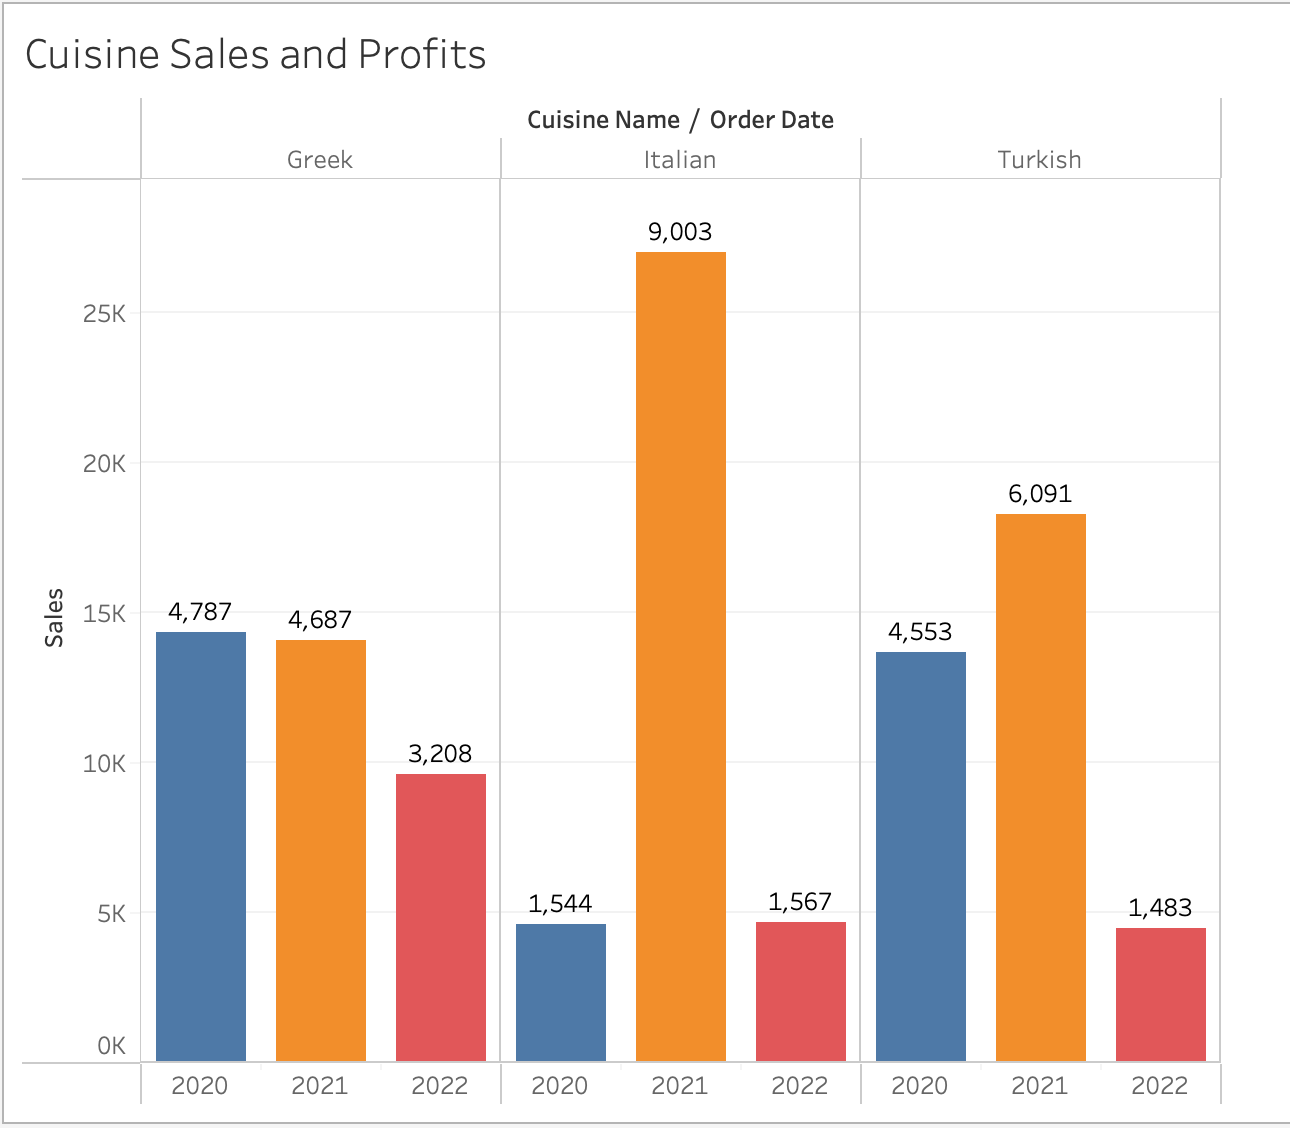 Cuisine Sales and Profits
Cuisine Name / Order Date
Greek Italian Turkish
9,003
25K
20K
6,091
Sales
15K
4,787 4,687 4,553
3,208
10K
1,544 1,567 1,483
5K
0K
2020 2021 2022 2020 2021 2022 2020 2021 2022